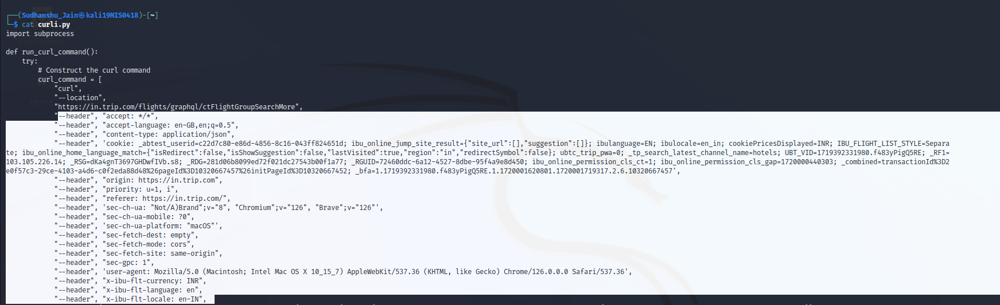 ┌──(Sudhanshu_Jain㉿kali19MIS0418)-[~]
└─$ cat curli.py
import subprocess
def run_curl_command():
    try:
        # Construct the curl command
        curl_command = [
            "curl",
            "--location",
            "https://in.trip.com/flights/graphql/ctFlightGroupSearchMore",
            "--header", "accept: */*",
            "--header", "accept-language: en-GB,en;q=0.5",
            "--header", "content-type: application/json",
            "--header", 'cookie: _abtest_userid=c22d7c80-e86d-4856-8c16-043ff824651d; ibu_online_jump_site_result={"site_url":[],"suggestion":[]}; ibulanguage=EN; ibulocale=en_in; cookiePricesDisplayed=INR; IBU_FLIGHT_LIST_STYLE=Separa
te; ibu_online_home_language_match={"isRedirect":false,"isShowSuggestion":false,"lastVisited":true,"region":"in","redirectSymbol":false}; ubtc_trip_pwa=0; _tp_search_latest_channel_name=hotels; UBT_VID=1719392331980.f483yPigQ5RE; _RF1=
103.105.226.14; _RSG=dKa4gnT3697GHDwfIVb.s8; _RDG=281d06b8099ed72f021dc27543b00f1a77; _RGUID=72460ddc-6a12-4527-8dbe-95f4a9e8d450; ibu_online_permission_cls_ct=1; ibu_online_permission_cls_gap=1720000440303; _combined=transactionId%3D2
e0f57c3-29ce-4103-a4d6-c0f2eda88d48%26pageId%3D10320667457%26initPageId%3D10320667452; _bfa=1.1719392331980.f483yPigQ5RE.1.1720001620801.1720001719317.2.6.10320667457',
            "--header", "origin: https://in.trip.com",
            "--header", "priority: u=1, i",
            "--header", "referer: https://in.trip.com/",
            "--header", 'sec-ch-ua: "Not/A)Brand";v="8", "Chromium";v="126", "Brave";v="126"',
            "--header", "sec-ch-ua-mobile: ?0",
            "--header", 'sec-ch-ua-platform: "macOS"',
            "--header", "sec-fetch-dest: empty",
            "--header", "sec-fetch-mode: cors",
            "--header", "sec-fetch-site: same-origin",
            "--header", "sec-gpc: 1",
            "--header", 'user-agent: Mozilla/5.0 (Macintosh; Intel Mac OS X 10_15_7) AppleWebKit/537.36 (KHTML, like Gecko) Chrome/126.0.0.0 Safari/537.36',
            "--header", "x-ibu-flt-currency: INR",
            "--header", "x-ibu-flt-language: en",
            "--header", "x-ibu-flt-locale: en-IN",
File System
Home